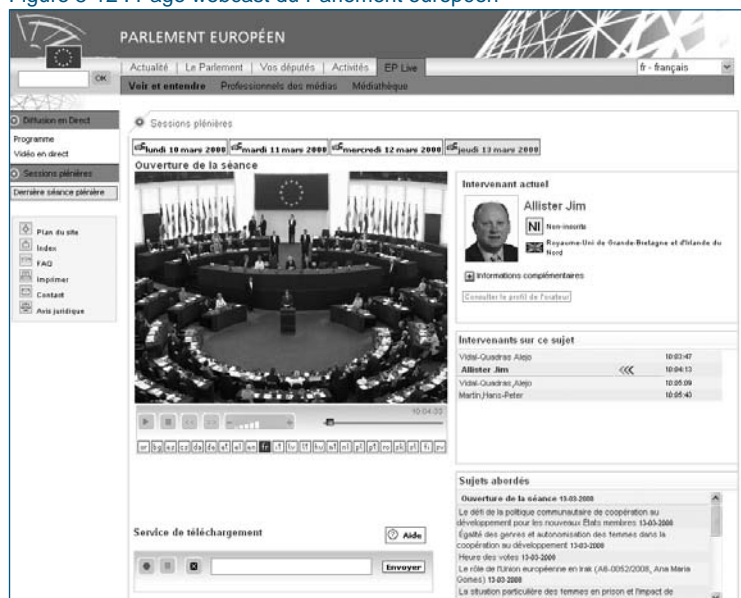 Figure 3-12 : Page webcast du Parlement européen
PARLEMENT EUROPÉEN
OK
Actualité | Le Parlement | Vos députés | Activités | EP Live
fr - français
Voir et entendre Professionnels des médias Médiathèque
Diffusion en Direct
Programme
Vidéo en direct
Sessions plénières
Dernière séance plénière
Plan du site
Index
FAQ
Imprimer
Contact
Avis juridique
Sessions plénières
lundi 10 mars 2008 mardi 11 mars 2008 mercredi 12 mars 2008 jeudi 13 mars 2008
Ouverture de la séance
10:04:33
or bg es cs da de et el en fr it lv lt hu mt nl pl pt ro sk sl fi sv
Service de téléchargement
Aide
Envoyer
Intervenant actuel
Allister Jim
NI Non-inscrits
Royaume-Uni de Grande-Bretagne et d'Irlande du
Nord
Informations complémentaires
Consulter le profil de l'orateur
Intervenants sur ce sujet
Vidal-Quadras Alejo 10:03:47
Allister Jim 10:04:13
Vidal-Quadras,Alejo 10:05:09
Martin,Hans-Peter 10:05:43
Sujets abordés
Ouverture de la séance 13-03-2008
Le défi de la politique communautaire de coopération au
développement pour les nouveaux États membres 13-03-2008
Égalité des genres et autonomisation des femmes dans la
coopération au développement 13-03-2008
Heure des votes 13-03-2008
Le rôle de l'Union européenne en Irak (A6-0052/2008, Ana Maria
Gomes) 13-03-2008
La situation particulière des femmes en prison et l'impact de